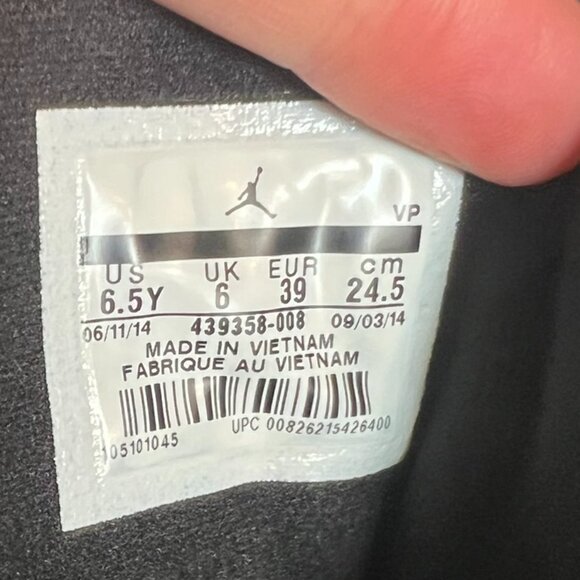 VP
US UK EUR cm
6.5Y 6 39 24.5
06/11/14 439358-008 09/03/14
MADE IN VIETNAM
FABRIQUE AU VIETNAM
105101045 UPC 00826215426400